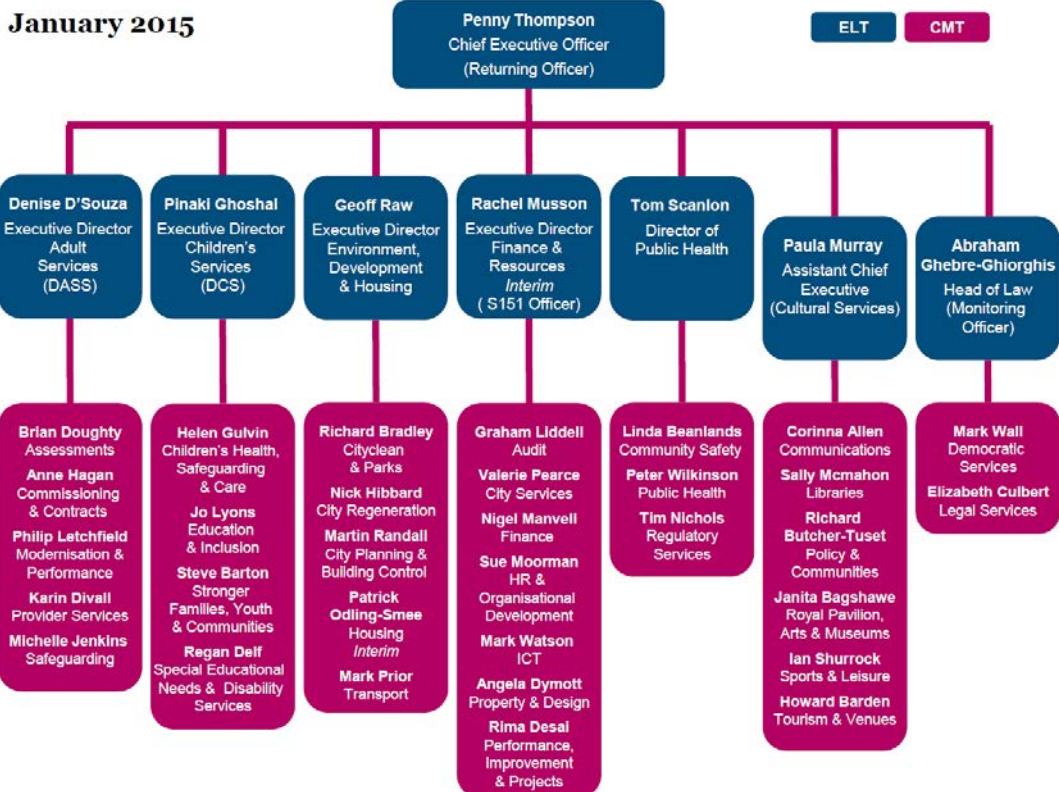 January 2015
Penny Thompson
Chief Executive Officer
(Returning Officer)
ELT
CMT
Denise D'Souza
Executive Director
Adult
Services
(DASS)
Pinaki Ghoshal
Executive Director
Children's
Services
(DCS)
Geoff Raw
Executive Director
Environment,
Development
& Housing
Rachel Musson
Executive Director
Finance &
Resources
Interim
( S151 Officer)
Tom Scanlon
Director of
Public Health
Paula Murray
Assistant Chief
Executive
(Cultural Services)
Abraham
Ghebre-Ghiorghis
Head of Law
(Monitoring
Officer)
Brian Doughty
Assessments
Anne Hagan
Commissioning
& Contracts
Philip Letchfield
Modernisation &
Performance
Karin Divall
Provider Services
Michelle Jenkins
Safeguarding
Helen Gulvin
Children's Health,
Safeguarding
& Care
Jo Lyons
Education
& Inclusion
Steve Barton
Stronger
Families, Youth
& Communities
Regan Delf
Special Educational
Needs & Disability
Services
Richard Bradley
Cityclean
& Parks
Nick Hibbard
City Regeneration
Martin Randall
City Planning &
Building Control
Patrick
Odling-Smee
Housing
Interim
Mark Prior
Transport
Graham Liddell
Audit
Valerie Pearce
City Services
Nigel Manvell
Finance
Sue Moorman
HR &
Organisational
Development
Mark Watson
ICT
Angela Dymott
Property & Design
Rima Desai
Performance,
Improvement
& Projects
Linda Beanlands
Community Safety
Peter Wilkinson
Public Health
Tim Nichols
Regulatory
Services
Corinna Allen
Communications
Sally Mcmahon
Libraries
Richard
Butcher-Tuset
Policy &
Communities
Janita Bagshawe
Royal Pavilion,
Arts & Museums
Ian Shurrock
Sports & Leisure
Howard Barden
Tourism & Venues
Mark Wall
Democratic
Services
Elizabeth Culbert
Legal Services